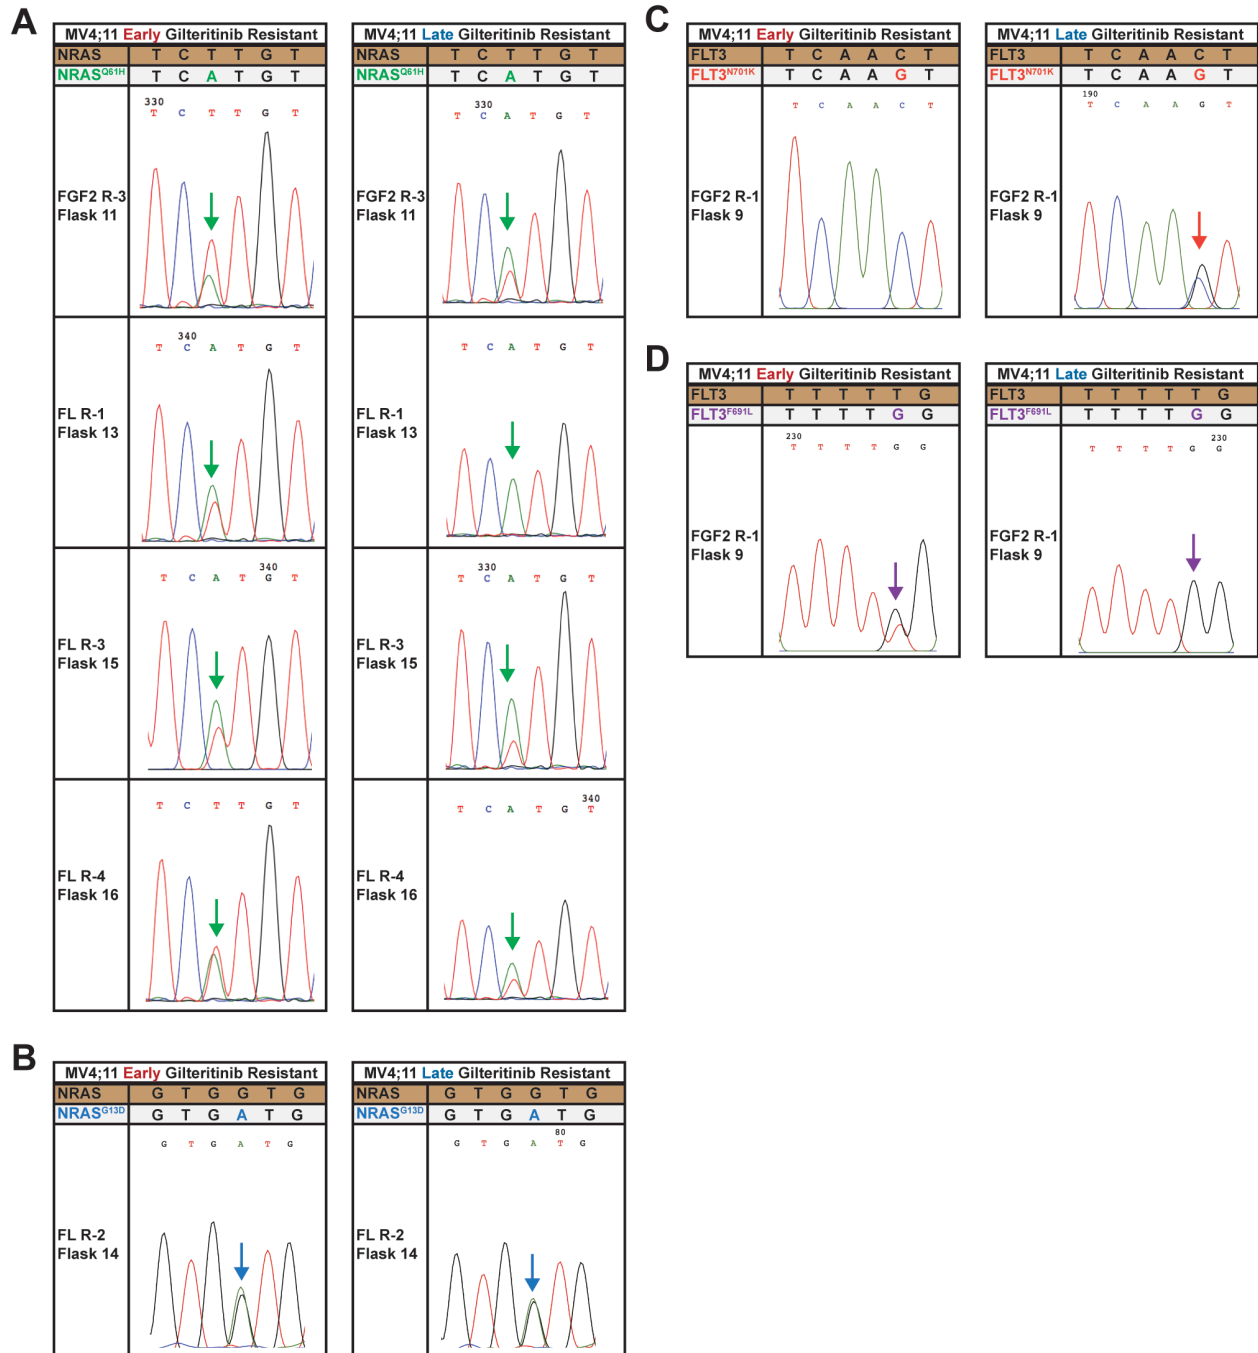 A
MV4;11 Early Gilteritinib Resistant
NRAS T C T T G T
NRASQ61H T C A T G T
330
T C T T G T
FGF2 R-3
Flask 11
340
T C A T G T
FL R-1
Flask 13
340
T C A T G T
FL R-3
Flask 15
T C T T G T
FL R-4
Flask 16
MV4;11 Late Gilteritinib Resistant
NRAS T C T T G T
NRASQ61H T C A T G T
330
T C A T G T
FGF2 R-3
Flask 11
T C A T G T
FL R-1
Flask 13
330
T C A T G T
FL R-3
Flask 15
340
T C A T G T
FL R-4
Flask 16
B
MV4;11 Early Gilteritinib Resistant
NRAS G T G G T G
NRASG13D G T G A T G
G T G A T G
FL R-2
Flask 14
MV4;11 Late Gilteritinib Resistant
NRAS G T G G T G
NRASG13D G T G A T G
80
G T G A T G
FL R-2
Flask 14
C
MV4;11 Early Gilteritinib Resistant
FLT3 T C A A C T
FLT3N701K T C A A G T
T C A A C T
FGF2 R-1
Flask 9
MV4;11 Late Gilteritinib Resistant
FLT3 T C A A C T
FLT3N701K T C A A G T
190
T C A A G T
FGF2 R-1
Flask 9
D
MV4;11 Early Gilteritinib Resistant
FLT3 T T T T T G
FLT3F691L T T T T G G
230
T T T T G G
FGF2 R-1
Flask 9
MV4;11 Late Gilteritinib Resistant
FLT3 T T T T T G
FLT3F691L T T T T G G
230
T T T T G G
FGF2 R-1
Flask 9